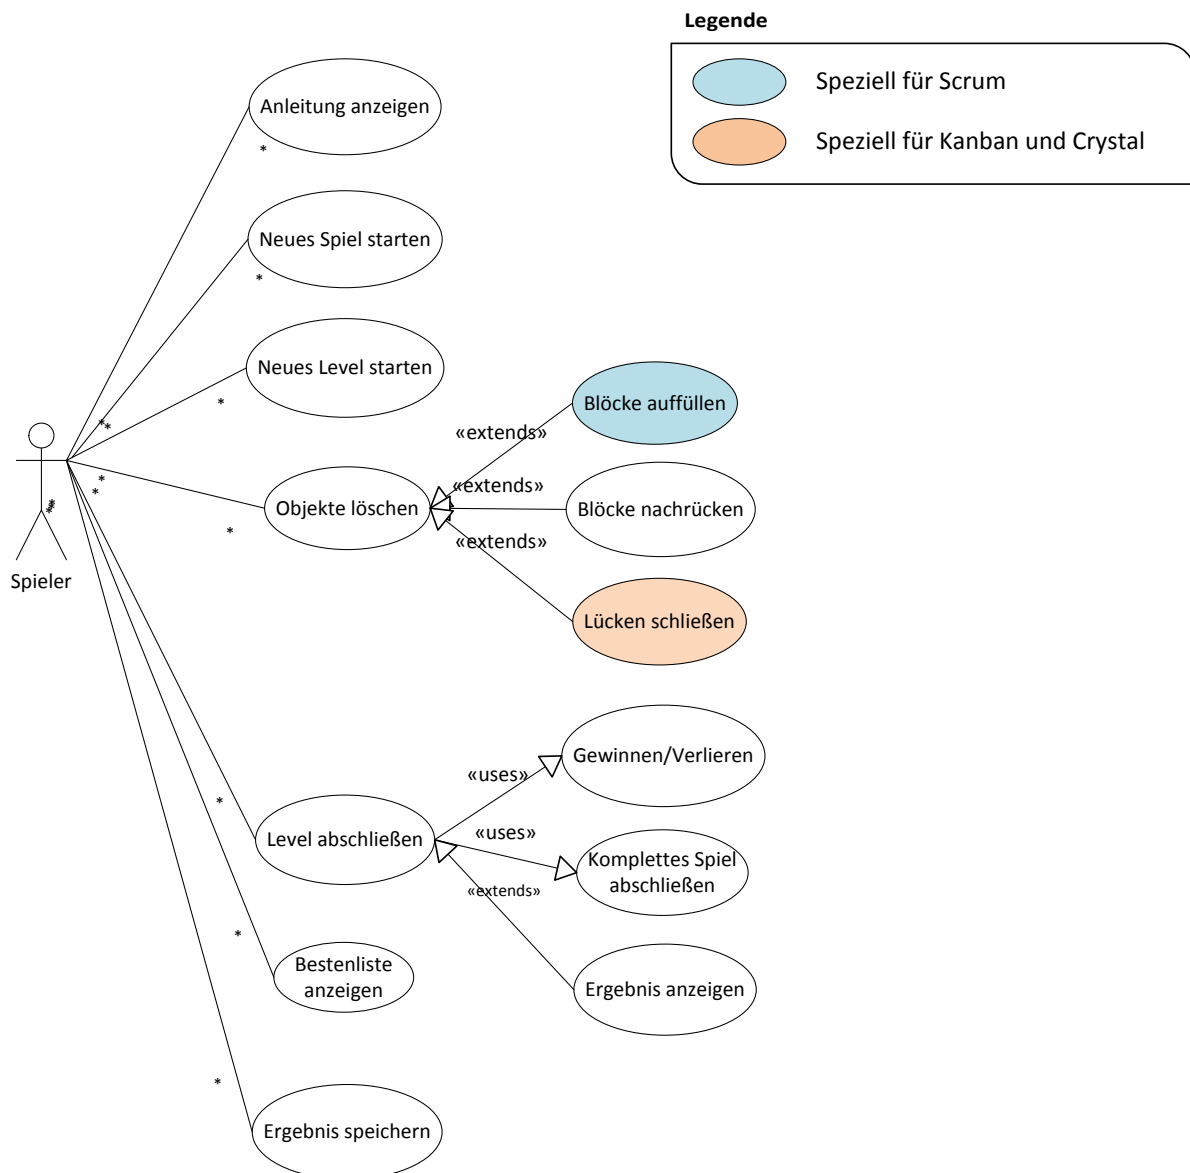 Legende
Speziell für Scrum
Speziell für Kanban und Crystal
Anleitung anzeigen
*
Neues Spiel starten
*
Neues Level starten
*
Blöcke auffüllen
«extends»
*
*
«extends»
*
*
Objekte löschen
Blöcke nachrücken
*
*
*
*
«extends»
Spieler
Lücken schließen
Gewinnen/Verlieren
«uses»
*
«uses»
Level abschließen
Komplettes Spiel
abschließen
«extends»
*
Bestenliste
anzeigen
Ergebnis anzeigen
*
Ergebnis speichern